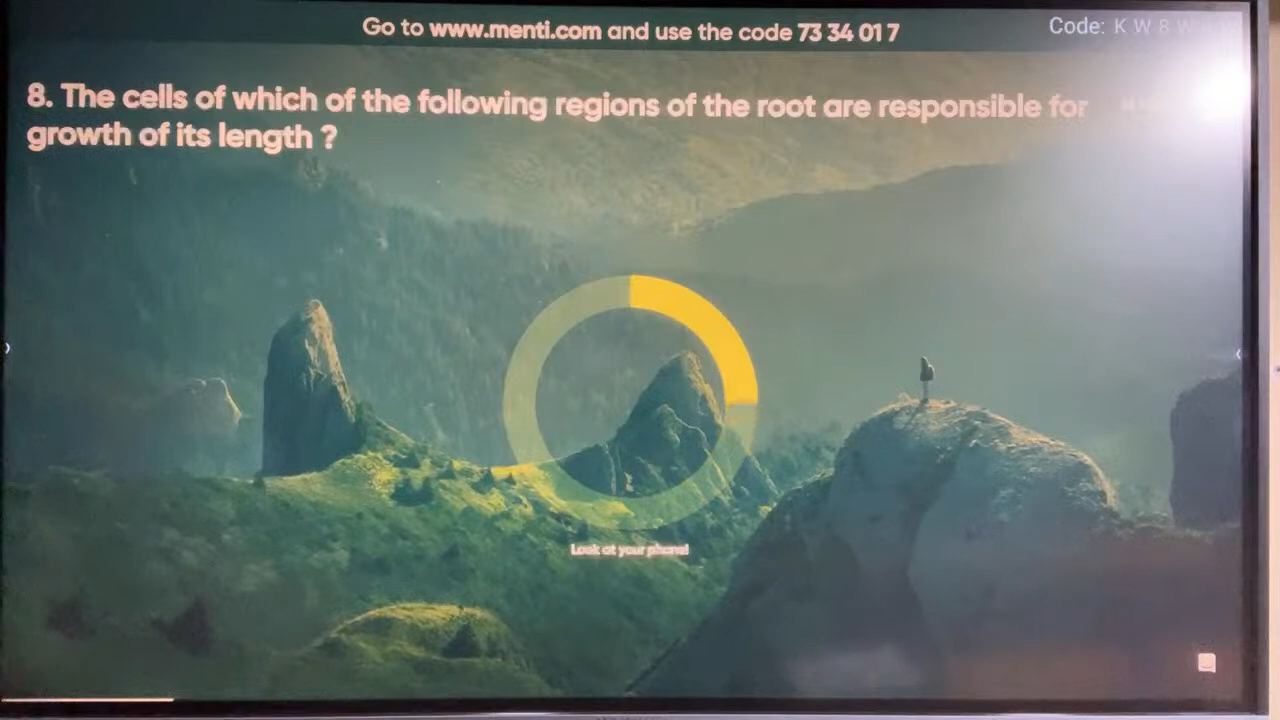 Go to www.menti.com and use the code 73 34 01 7
Code: K W 8 W
8. The cells of which of the following regions of the root are responsible for
growth of its length ?
Look at your phone!